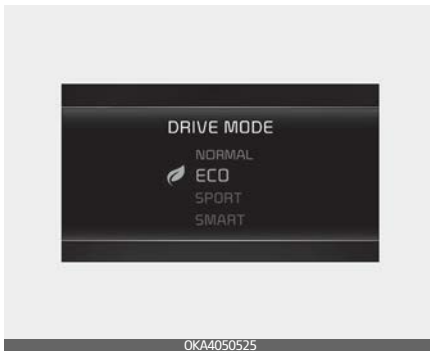 DRIVE MODE
NORMAL
ECO
SPORT
SMART
OKA4050525